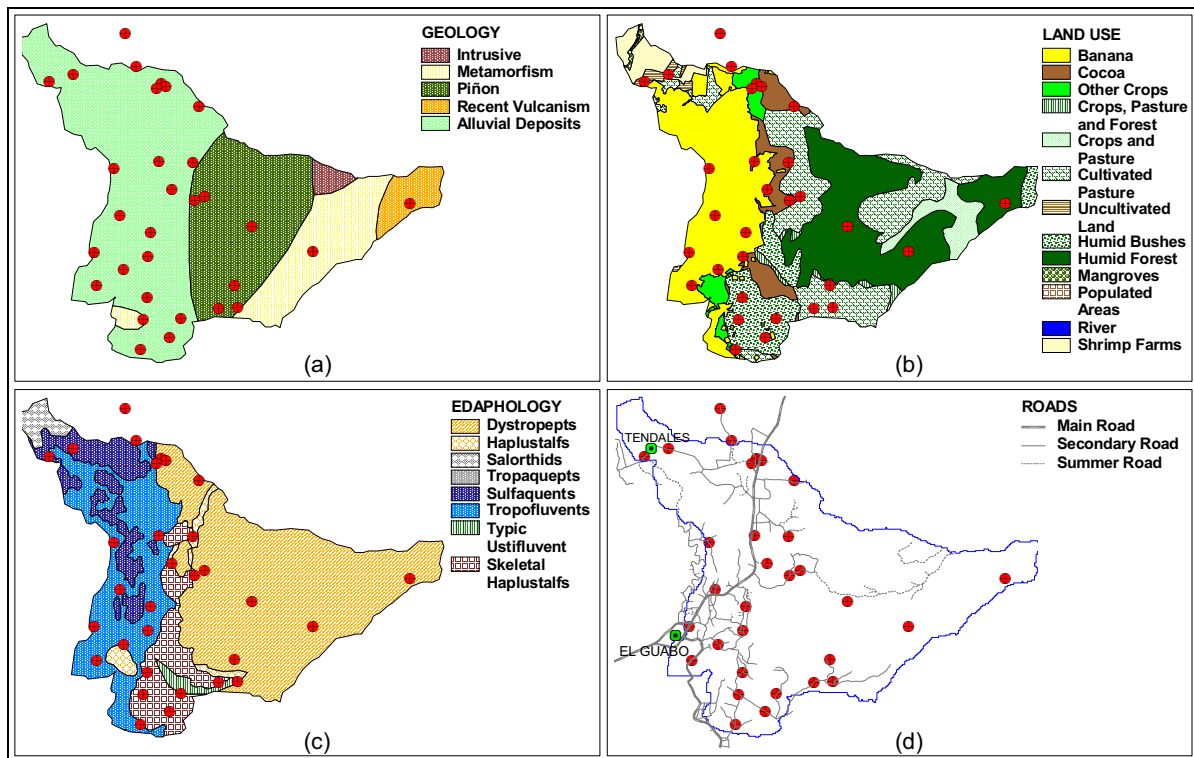 GEOLOGY
Intrusive
Metamorfism
Piñon
Recent Vulcanism
Alluvial Deposits
(a)
LAND USE
Banana
Cocoa
Other Crops
Crops, Pasture
and Forest
Crops and
Pasture
Cultivated
Pasture
Uncultivated
Land
Humid Bushes
Humid Forest
Mangroves
Populated
Areas
River
Shrimp Farms
(b)
EDAPHOLOGY
Dystropepts
Haplustalfs
Salorthids
Tropaquepts
Sulfaquents
Tropofluvents
Typic
Ustifluvent
Skeletal
Haplustalfs
(c)
ROADS
Main Road
Secondary Road
Summer Road
TENDALES
EL GUABO
(d)